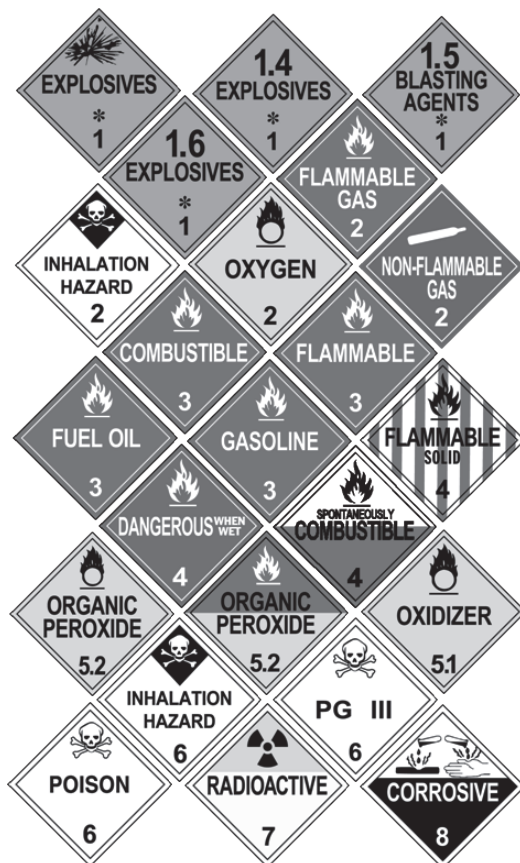 EXPLOSIVES
*
1
1.4
EXPLOSIVES
*
1
1.5
BLASTING
AGENTS
*
1
1.6
EXPLOSIVES
*
1
FLAMMABLE
GAS
2
INHALATION
HAZARD
2
OXYGEN
2
NON-FLAMMABLE
GAS
2
COMBUSTIBLE
3
FLAMMABLE
3
FUEL OIL
3
GASOLINE
3
FLAMMABLE
SOLID
4
DANGEROUS WHEN
WET
4
SPONTANEOUSLY
COMBUSTIBLE
4
ORGANIC
PEROXIDE
5.2
ORGANIC
PEROXIDE
5.2
OXIDIZER
5.1
INHALATION
HAZARD
6
PG III
6
POISON
6
RADIOACTIVE
7
CORROSIVE
8